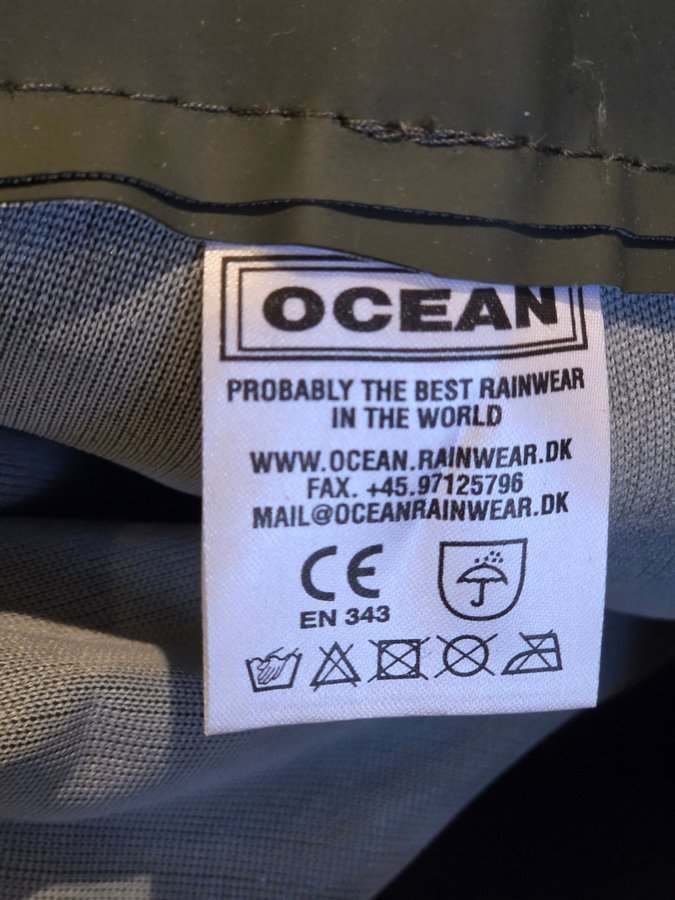 OCEAN
PROBABLY THE BEST RAINWEAR
IN THE WORLD
WWW.OCEAN.RAINWEAR.DK
FAX. +45.97125796
MAIL@OCEANRAINWEAR.DK
CE
EN 343